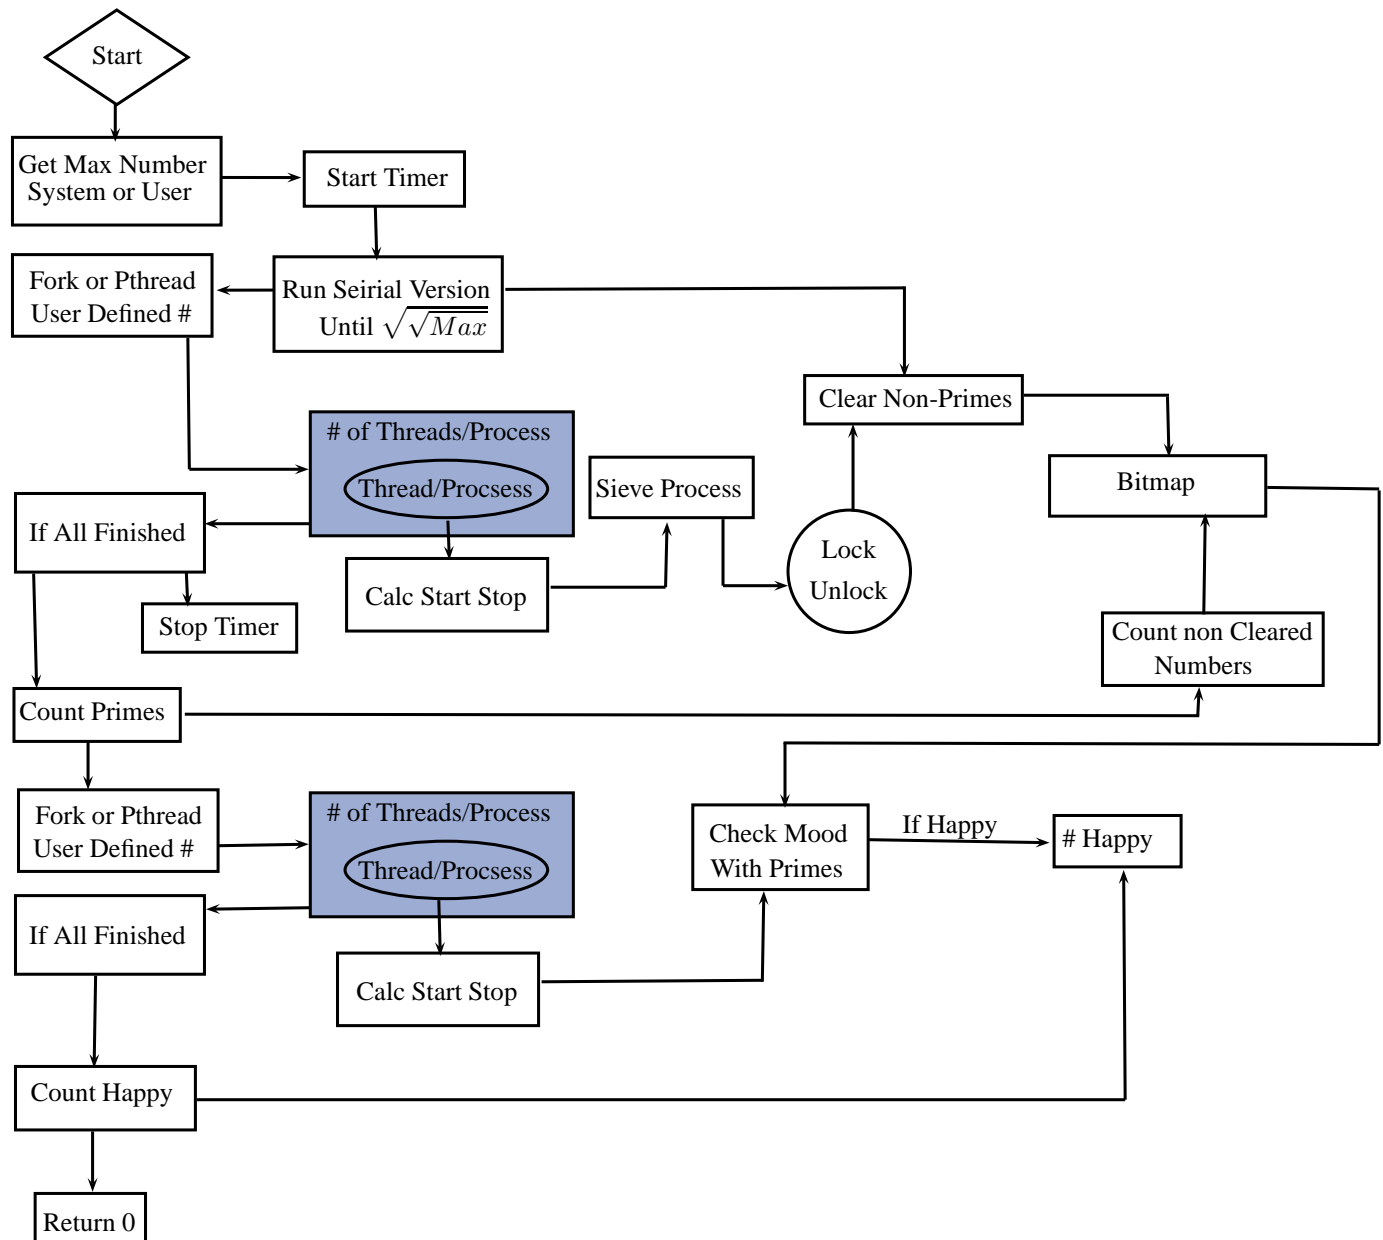 Start
Get Max Number
System or User
Start Timer
Fork or Pthread
User Defined #
Run Seirial Version
Until √√Max
Clear Non-Primes
# of Threads/Process
Thread/Procsess
Sieve Process
Bitmap
If All Finished
Lock
Unlock
Calc Start Stop
Stop Timer
Count non Cleared
Numbers
Count Primes
Fork or Pthread
User Defined #
# of Threads/Process
Thread/Procsess
Check Mood
With Primes
If Happy
# Happy
If All Finished
Calc Start Stop
Count Happy
Return 0